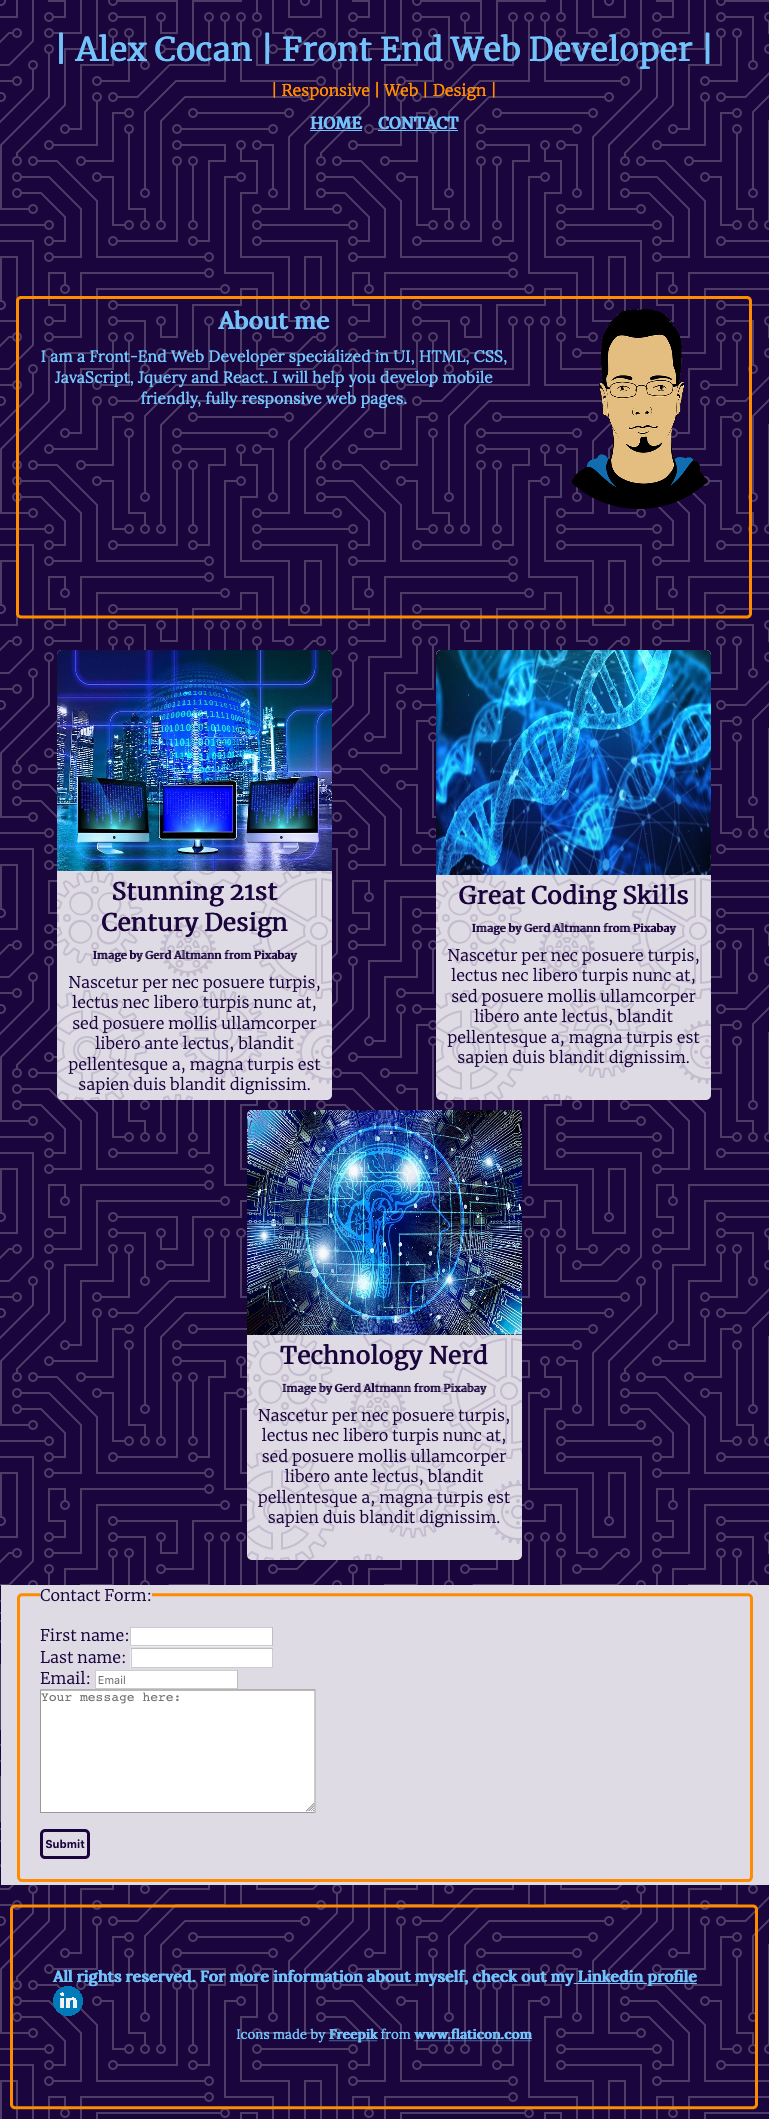 | Alex Cocan | Front End Web Developer |
| Responsive | Web | Design |
HOME CONTACT
About me
I am a Front-End Web Developer specialized in UI, HTML, CSS,
JavaScript, Jquery and React. I will help you develop mobile
friendly, fully responsive web pages.
Stunning 21st
Century Design
Image by Gerd Altmann from Pixabay
Nascetur per nec posuere turpis,
lectus nec libero turpis nunc at,
sed posuere mollis ullamcorper
libero ante lectus, blandit
pellentesque a, magna turpis est
sapien duis blandit dignissim.
Great Coding Skills
Image by Gerd Altmann from Pixabay
Nascetur per nec posuere turpis,
lectus nec libero turpis nunc at,
sed posuere mollis ullamcorper
libero ante lectus, blandit
pellentesque a, magna turpis est
sapien duis blandit dignissim.
Technology Nerd
Image by Gerd Altmann from Pixabay
Nascetur per nec posuere turpis,
lectus nec libero turpis nunc at,
sed posuere mollis ullamcorper
libero ante lectus, blandit
pellentesque a, magna turpis est
sapien duis blandit dignissim.
Contact Form:
First name:
Last name:
Email: Email
Your message here:
Submit
All rights reserved. For more information about myself, check out my Linkedin profile
in
Icons made by Freepik from www.flaticon.com